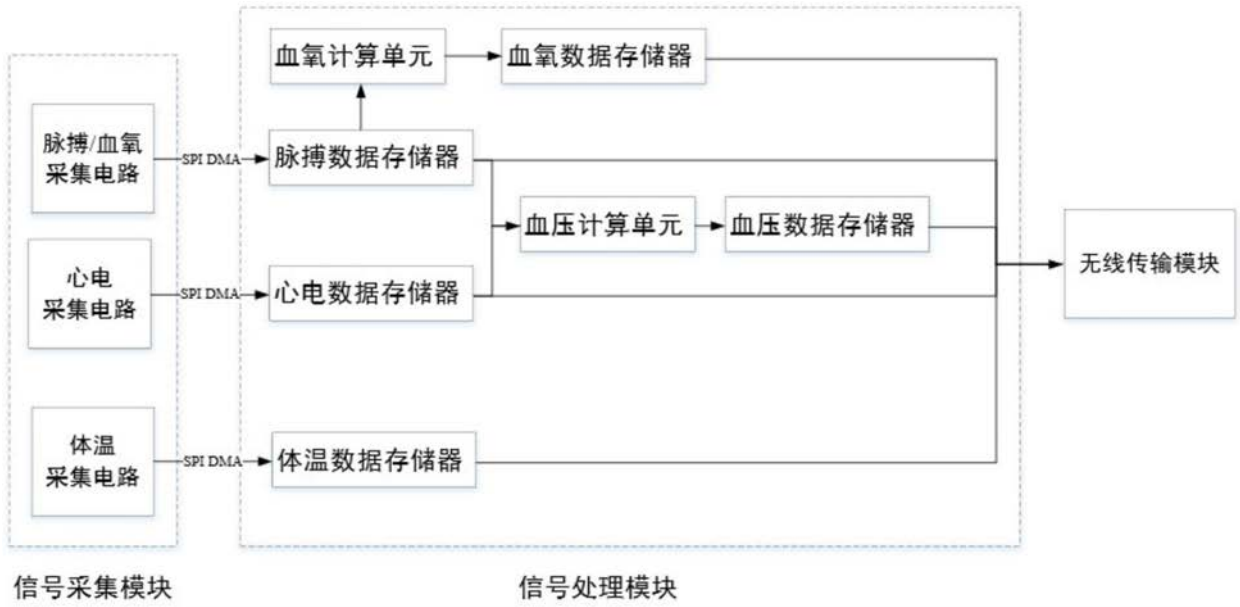 血氧计算单元
血氧数据存储器
脉搏/血氧
采集电路
SPI DMA
脉搏数据存储器
血压计算单元
血压数据存储器
心电
采集电路
SPI DMA
心电数据存储器
无线传输模块
体温
采集电路
SPI DMA
体温数据存储器
信号采集模块
信号处理模块